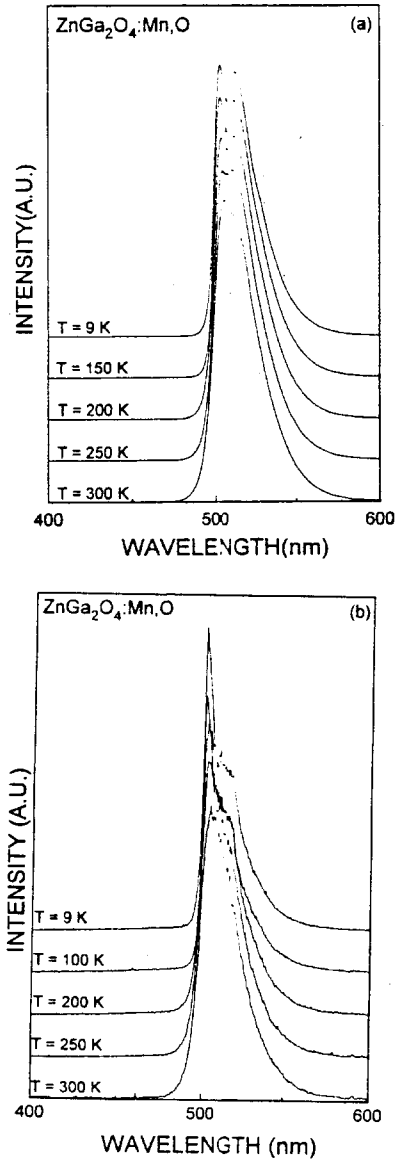 ZnGa₂O₄:Mn,O (a)
INTENSITY(A.U.)
T = 9 K
T = 150 K
T = 200 K
T = 250 K
T = 300 K
400 500 600
WAVELENGTH(nm)
ZnGa₂O₄:Mn,O (b)
INTENSITY (A.U.)
T = 9 K
T = 100 K
T = 200 K
T = 250 K
T = 300 K
400 500 600
WAVELENGTH (nm)